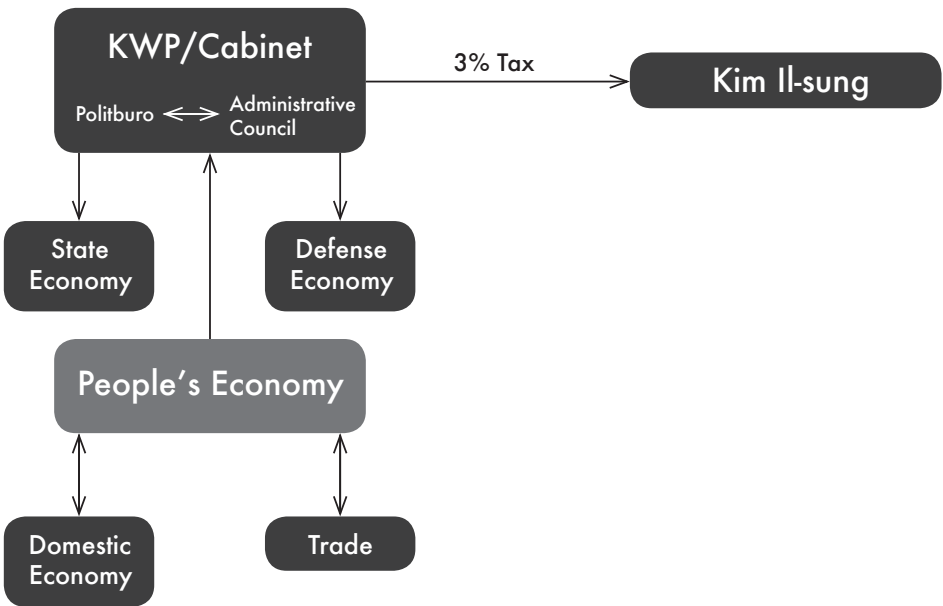 KWP/Cabinet
3% Tax
Kim Il-sung
Politburo
Administrative
Council
State
Economy
Defense
Economy
People’s Economy
Domestic
Economy
Trade